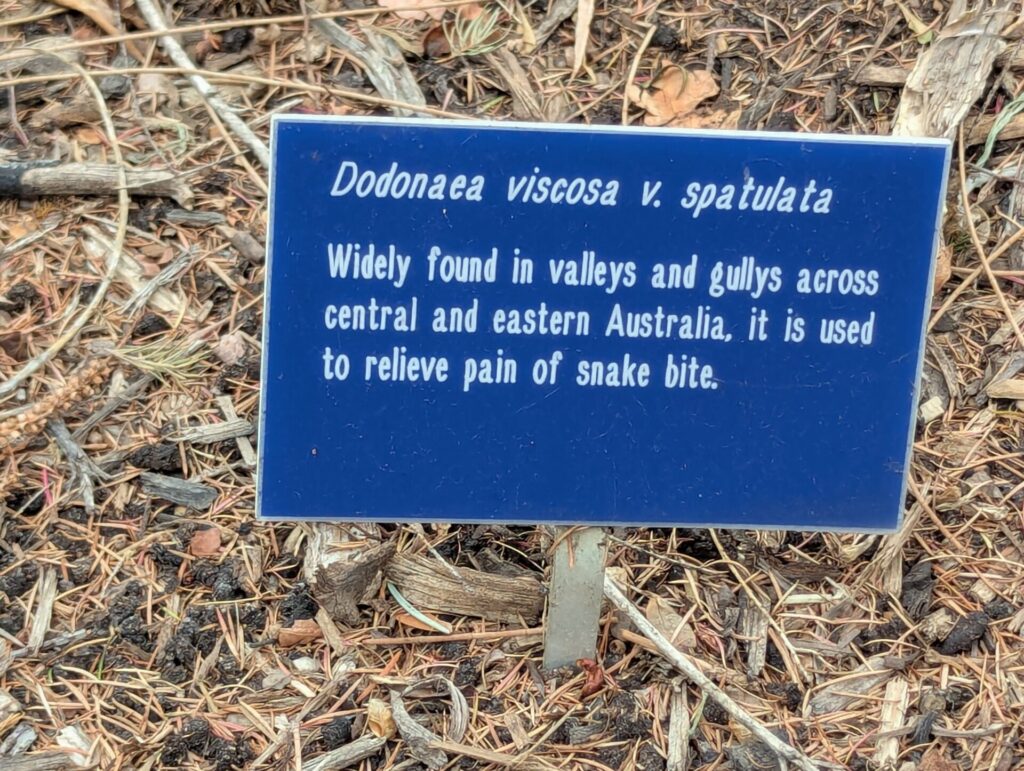 Dodonaea viscosa v. spatulata
Widely found in valleys and gullys across
central and eastern Australia, it is used
to relieve pain of snake bite.